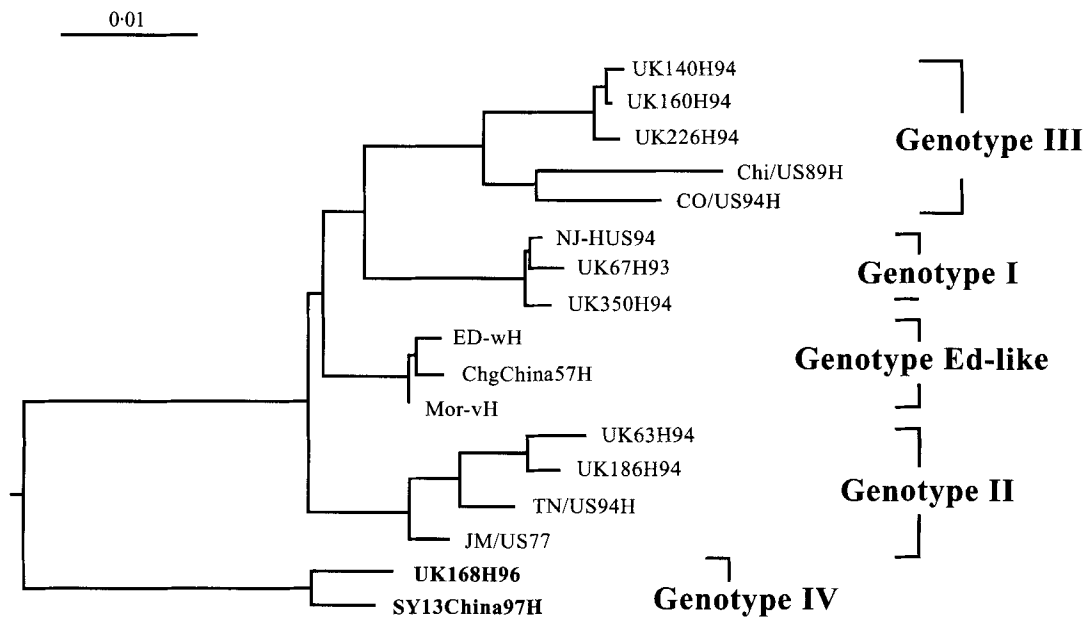 0·01
UK140H94
UK160H94
UK226H94
Genotype III
Chi/US89H
CO/US94H
NJ-HUS94
UK67H93
Genotype I
UK350H94
ED-wH
Genotype Ed-like
ChgChina57H
Mor-vH
UK63H94
UK186H94
Genotype II
TN/US94H
JM/US77
UK168H96
Genotype IV
SY13China97H